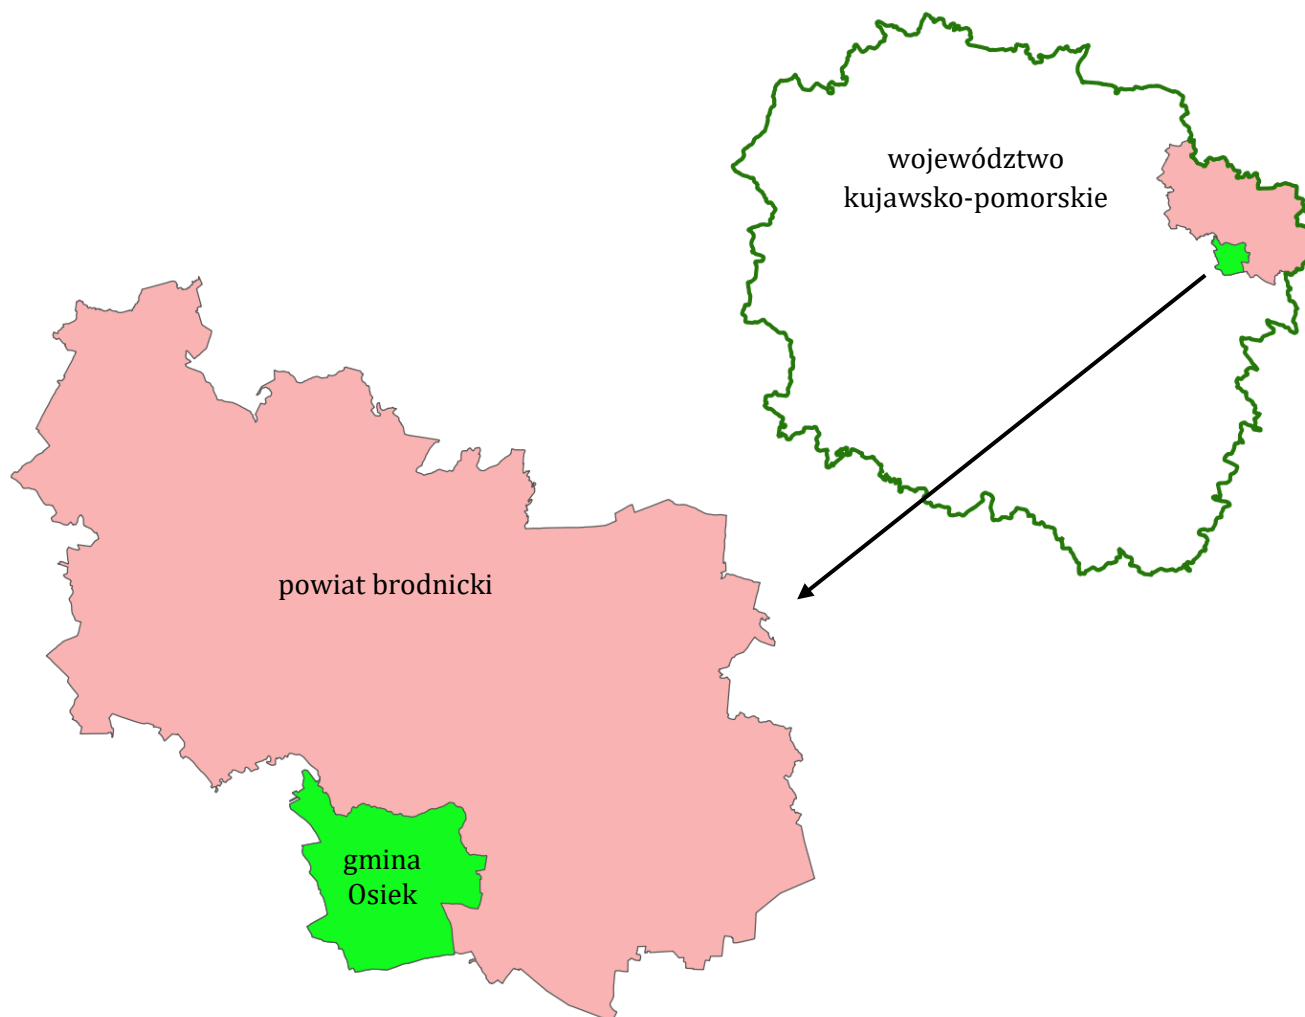 województwo
kujawsko-pomorskie
powiat brodnicki
gmina
Osiek